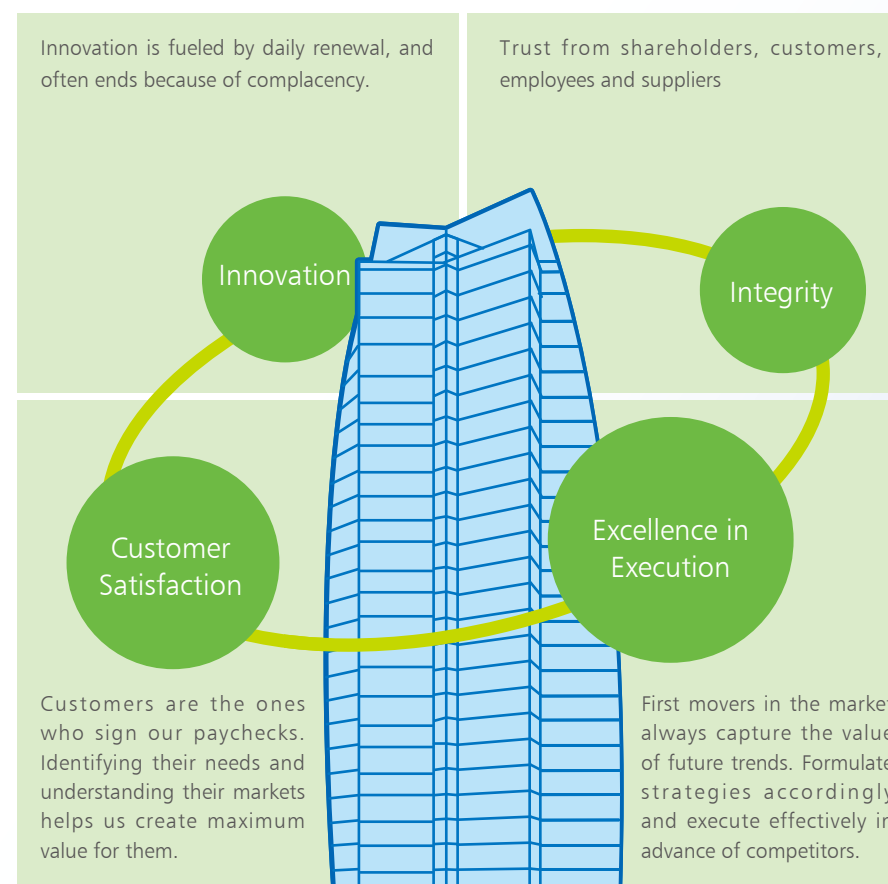 Innovation is fueled by daily renewal, and
often ends because of complacency.
Trust from shareholders, customers,
employees and suppliers
Innovation
Integrity
Customer
Satisfaction
Excellence in
Execution
Customers are the ones
who sign our paychecks.
Identifying their needs and
understanding their markets
helps us create maximum
value for them.
First movers in the market
always capture the value
of future trends. Formulate
strategies accordingly
and execute effectively in
advance of competitors.